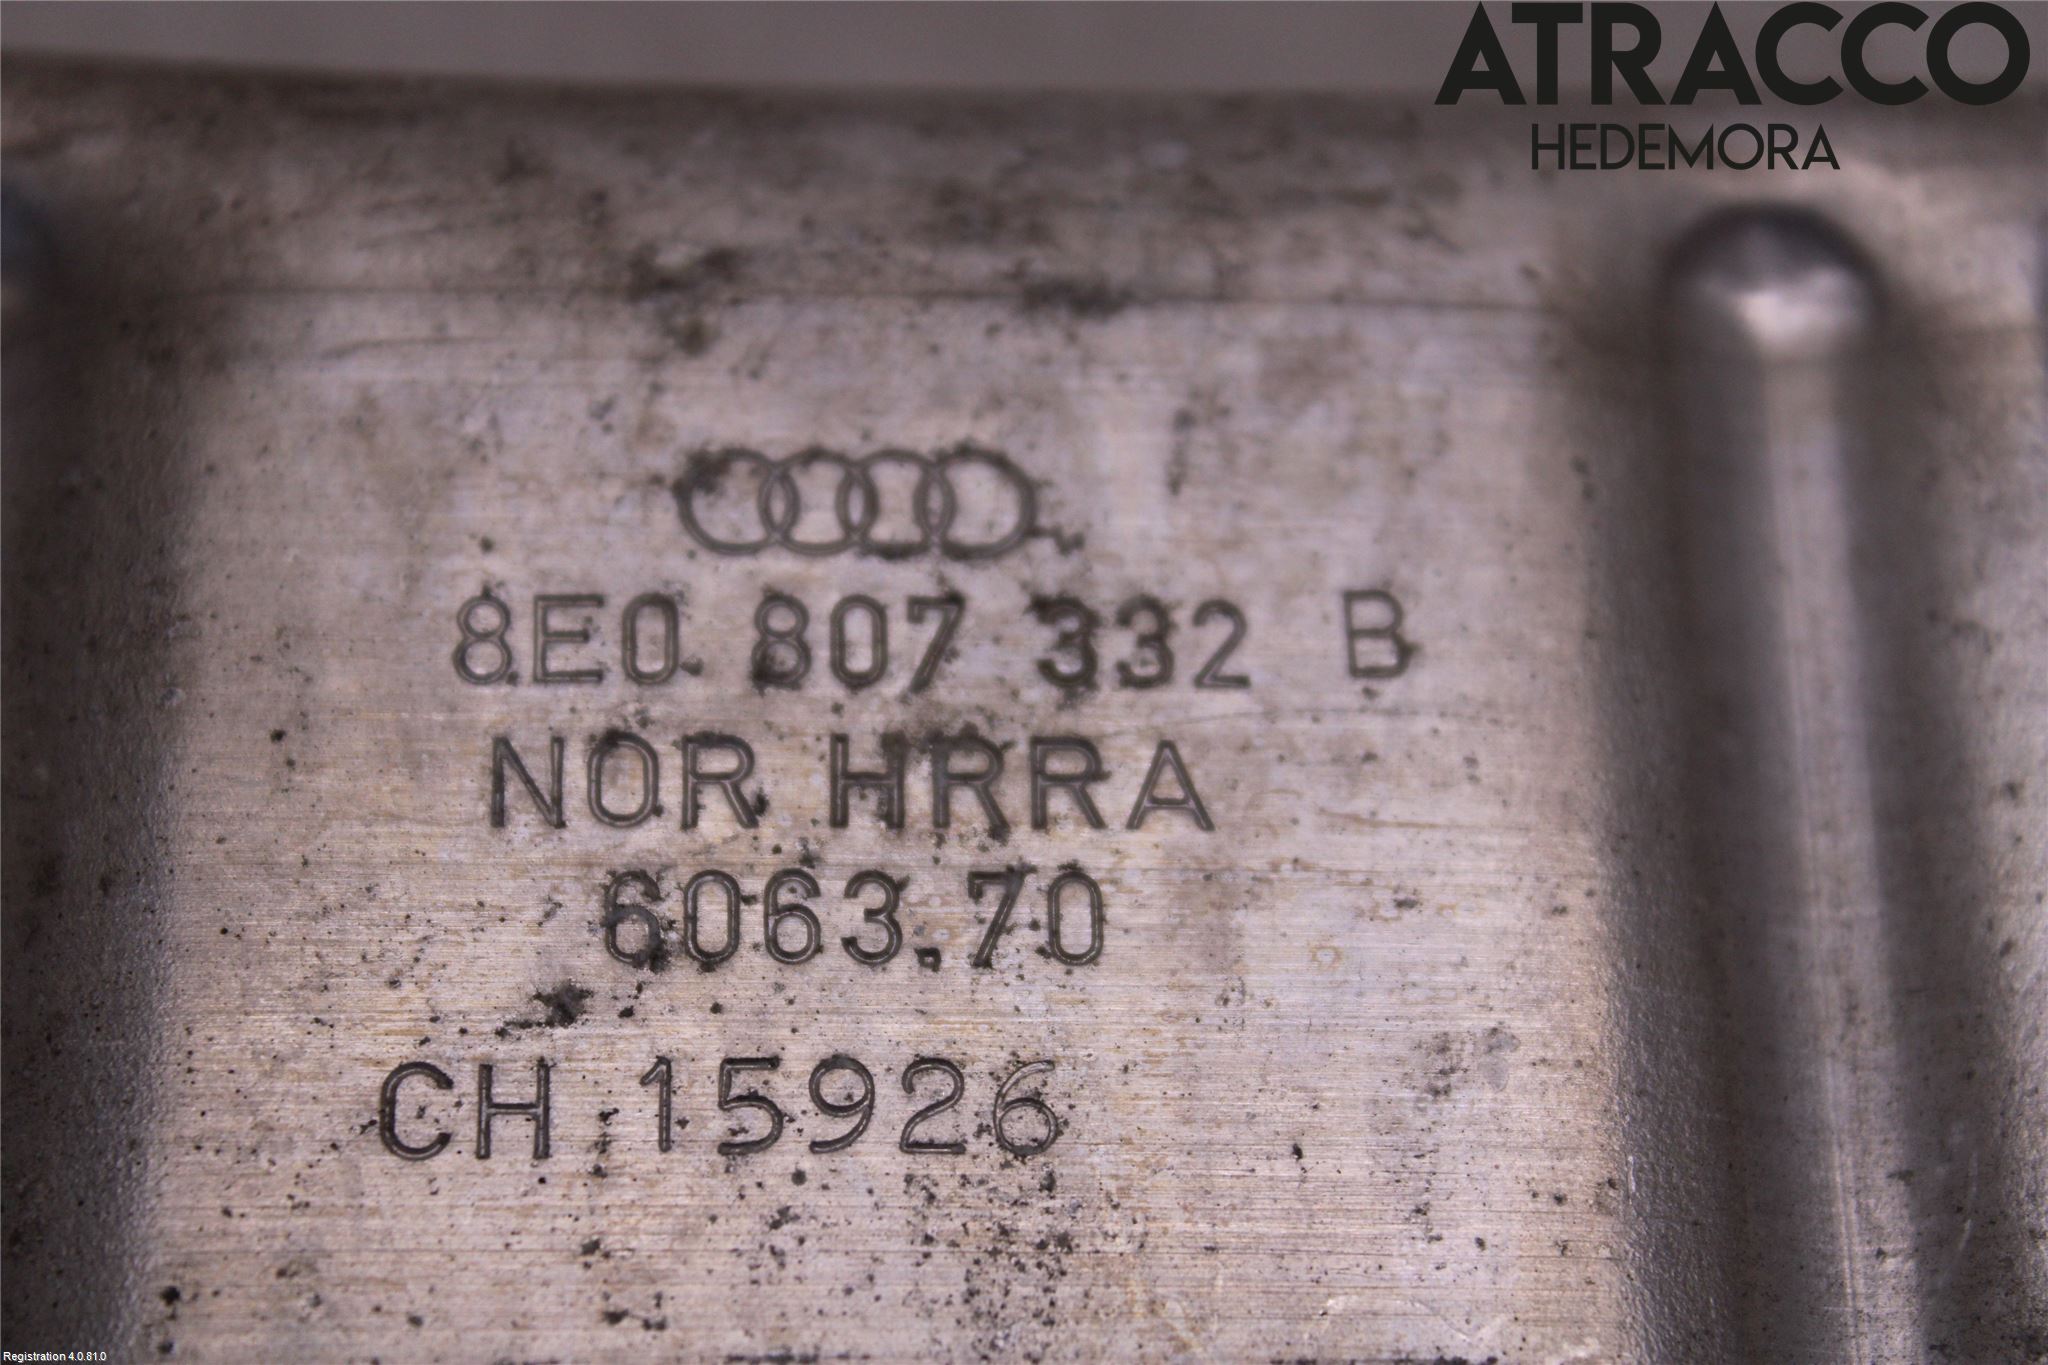 ATRACCO
HEDEMORA
8E0 807 332 B
NOR HRRA
6063.70
CH 15926
Registration 4.0.81.0